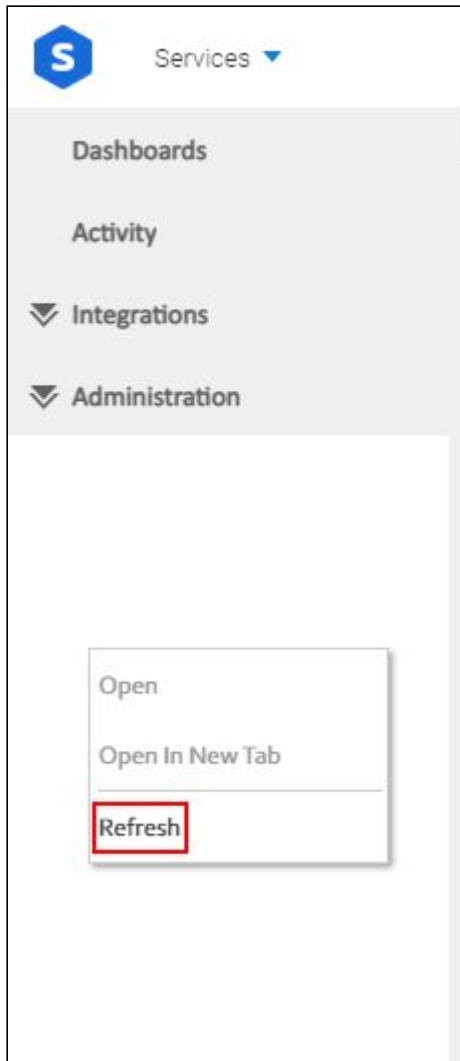 S
Services
Dashboards
Activity
Integrations
Administration
Open
Open In New Tab
Refresh